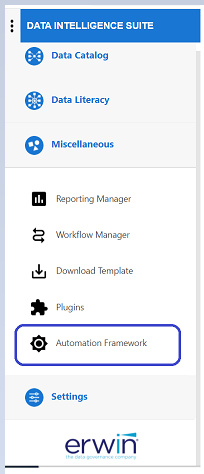 DATA INTELLIGENCE SUITE
Data Catalog
Data Literacy
Miscellaneous
Reporting Manager
Workflow Manager
Download Template
Plugins
Automation Framework
Settings
erwin
the data governance company